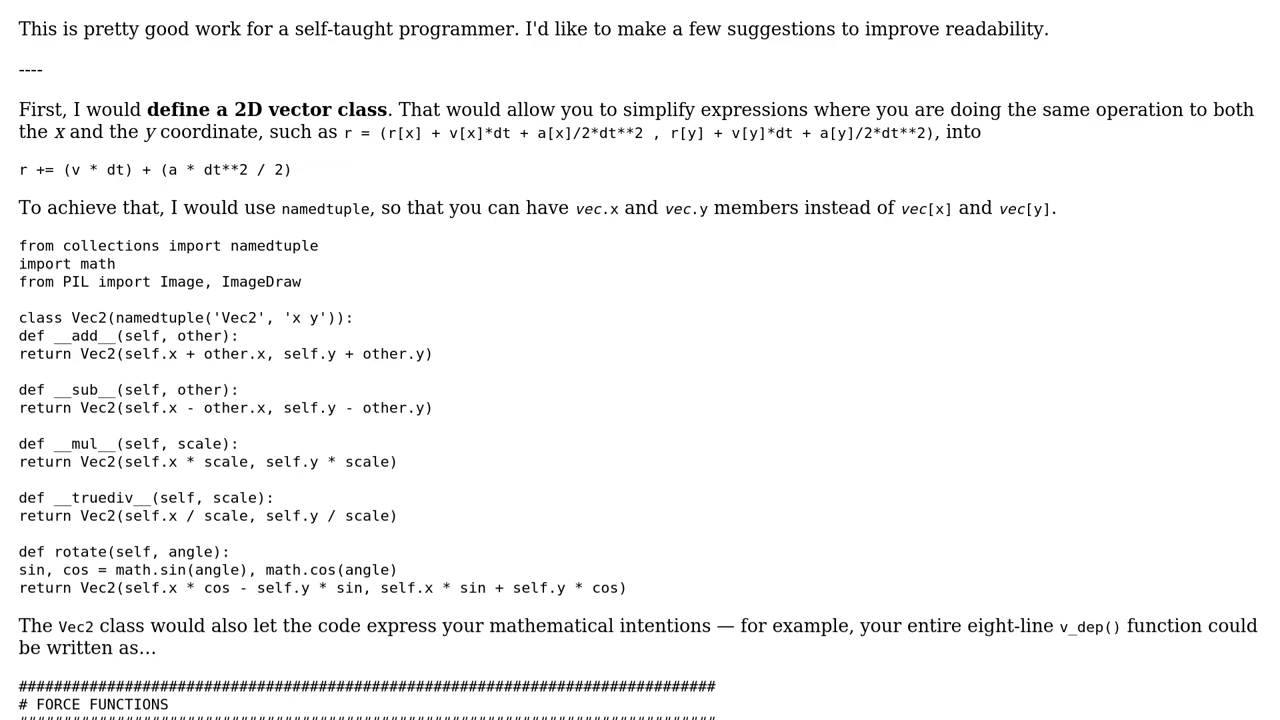 This is pretty good work for a self-taught programmer. I'd like to make a few suggestions to improve readability.
----
First, I would define a 2D vector class. That would allow you to simplify expressions where you are doing the same operation to both
the x and the y coordinate, such as r = (r[x] + v[x]*dt + a[x]/2*dt**2 , r[y] + v[y]*dt + a[y]/2*dt**2), into
r += (v * dt) + (a * dt**2 / 2)
To achieve that, I would use namedtuple, so that you can have vec.x and vec.y members instead of vec[x] and vec[y].
from collections import namedtuple
import math
from PIL import Image, ImageDraw
class Vec2(namedtuple('Vec2', 'x y')):
def __add__(self, other):
return Vec2(self.x + other.x, self.y + other.y)
def __sub__(self, other):
return Vec2(self.x - other.x, self.y - other.y)
def __mul__(self, scale):
return Vec2(self.x * scale, self.y * scale)
def __truediv__(self, scale):
return Vec2(self.x / scale, self.y / scale)
def rotate(self, angle):
sin, cos = math.sin(angle), math.cos(angle)
return Vec2(self.x * cos - self.y * sin, self.x * sin + self.y * cos)
The Vec2 class would also let the code express your mathematical intentions — for example, your entire eight-line v_dep() function could
be written as…
###############################################################################
# FORCE FUNCTIONS
###############################################################################